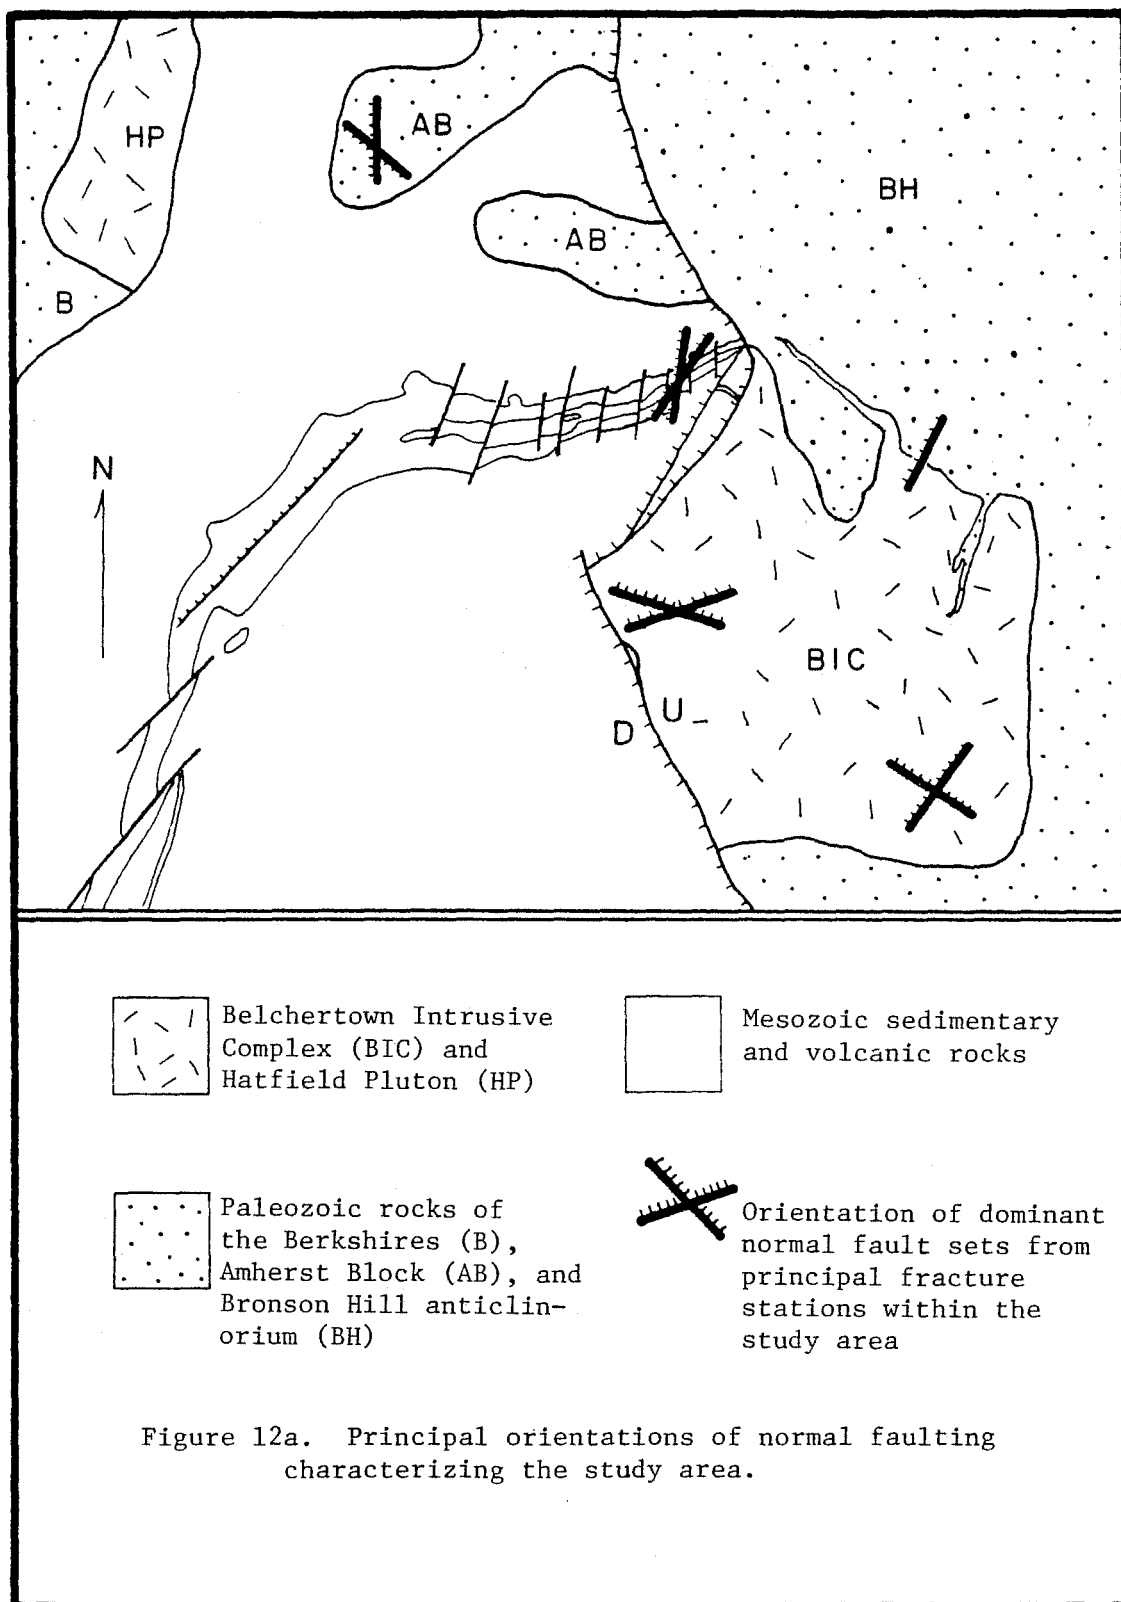 HP
AB
BH
AB
B
N
BIC
U
D
Belchertown Intrusive
Complex (BIC) and
Hatfield Pluton (HP)
Mesozoic sedimentary
and volcanic rocks
Paleozoic rocks of
the Berkshires (B),
Amherst Block (AB), and
Bronson Hill anticlin-
orium (BH)
Orientation of dominant
normal fault sets from
principal fracture
stations within the
study area
Figure 12a. Principal orientations of normal faulting
characterizing the study area.